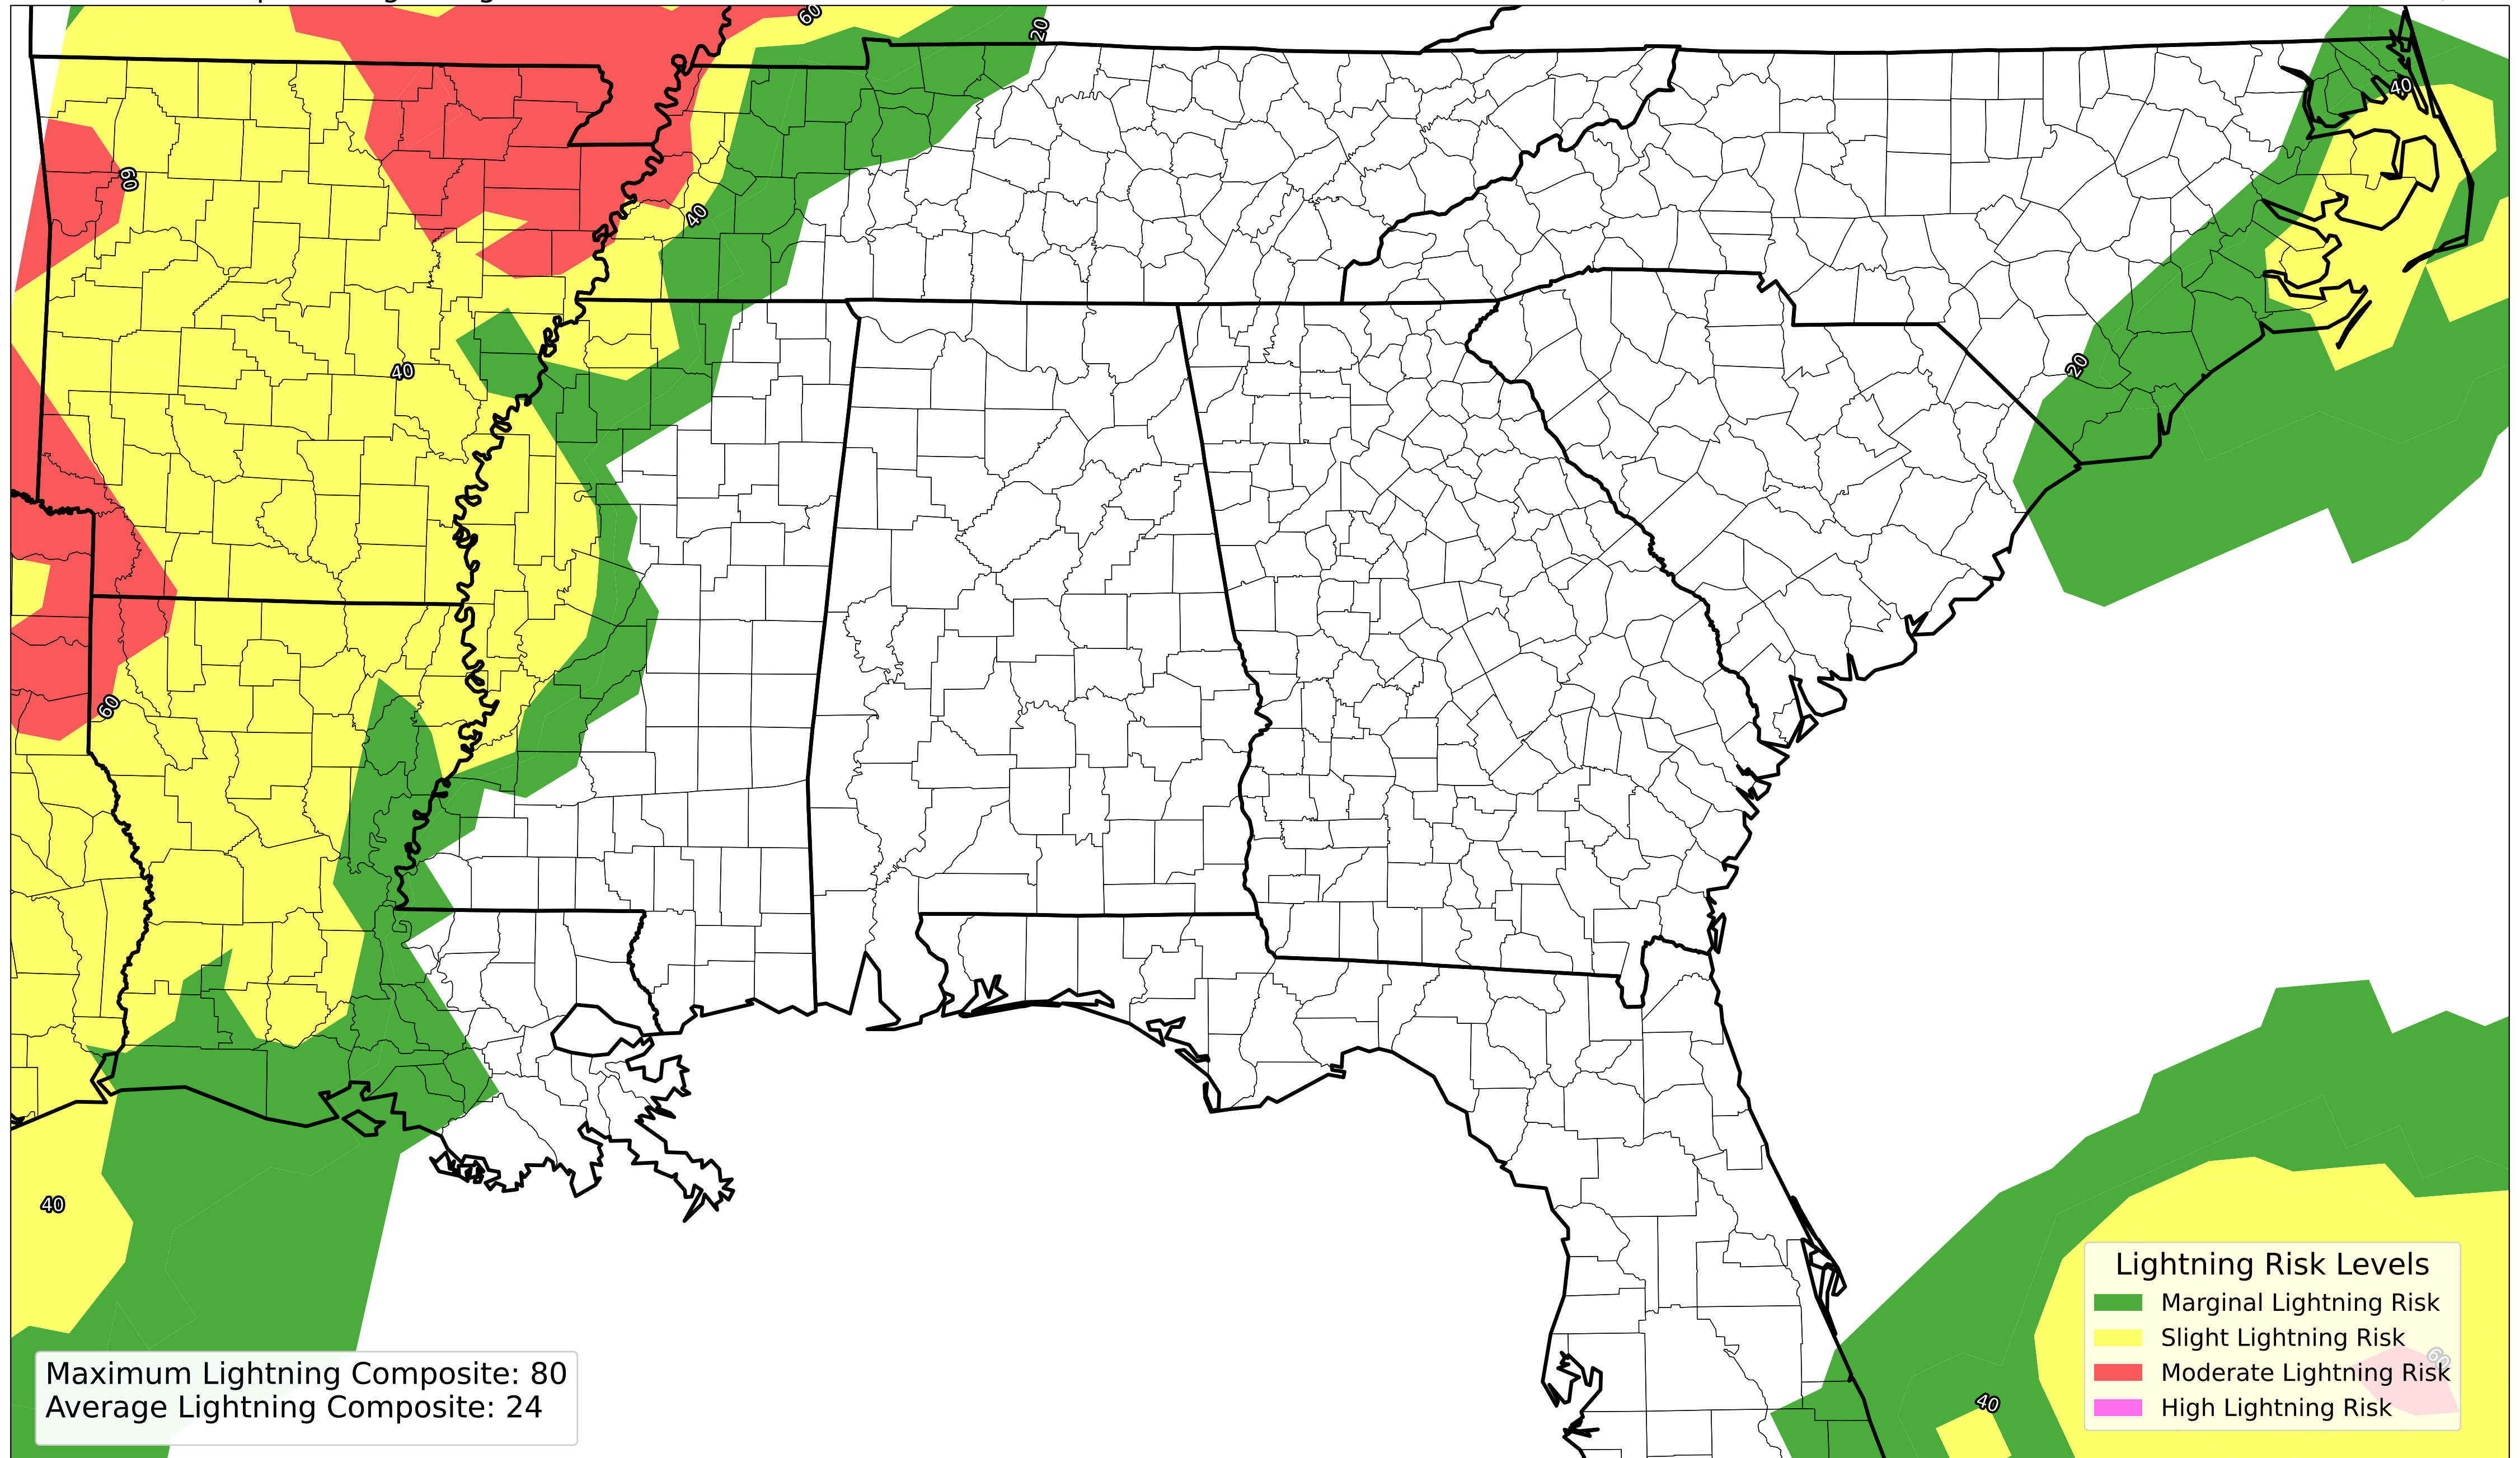 60
20
40
60
40
20
40
60
40
Lightning Risk Levels
Marginal Lightning Risk
Slight Lightning Risk
60
Moderate Lightning Risk
High Lightning Risk
40
Maximum Lightning Composite: 80
Average Lightning Composite: 24